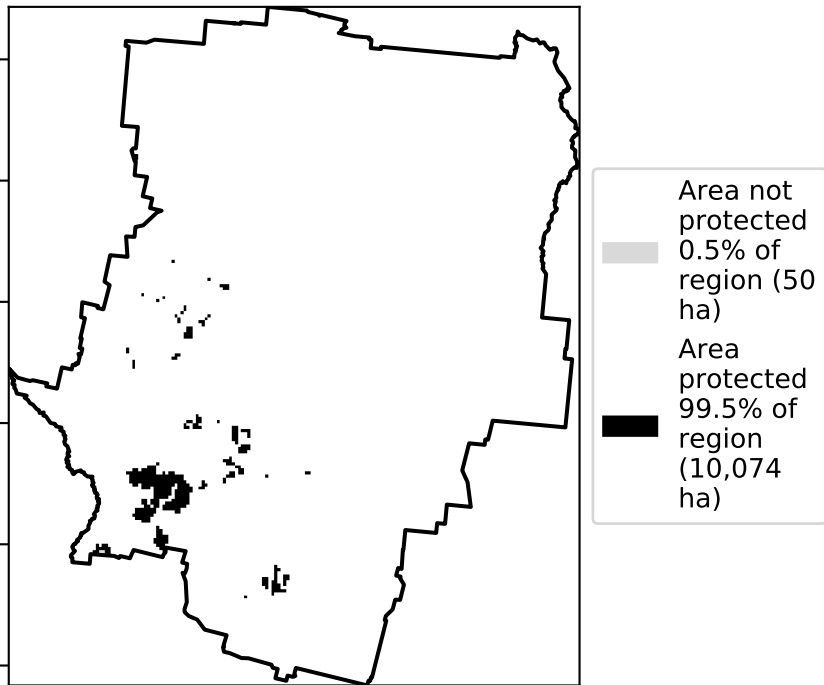 Area not
protected
0.5% of
region (50
ha)
Area
protected
99.5% of
region
(10,074
ha)